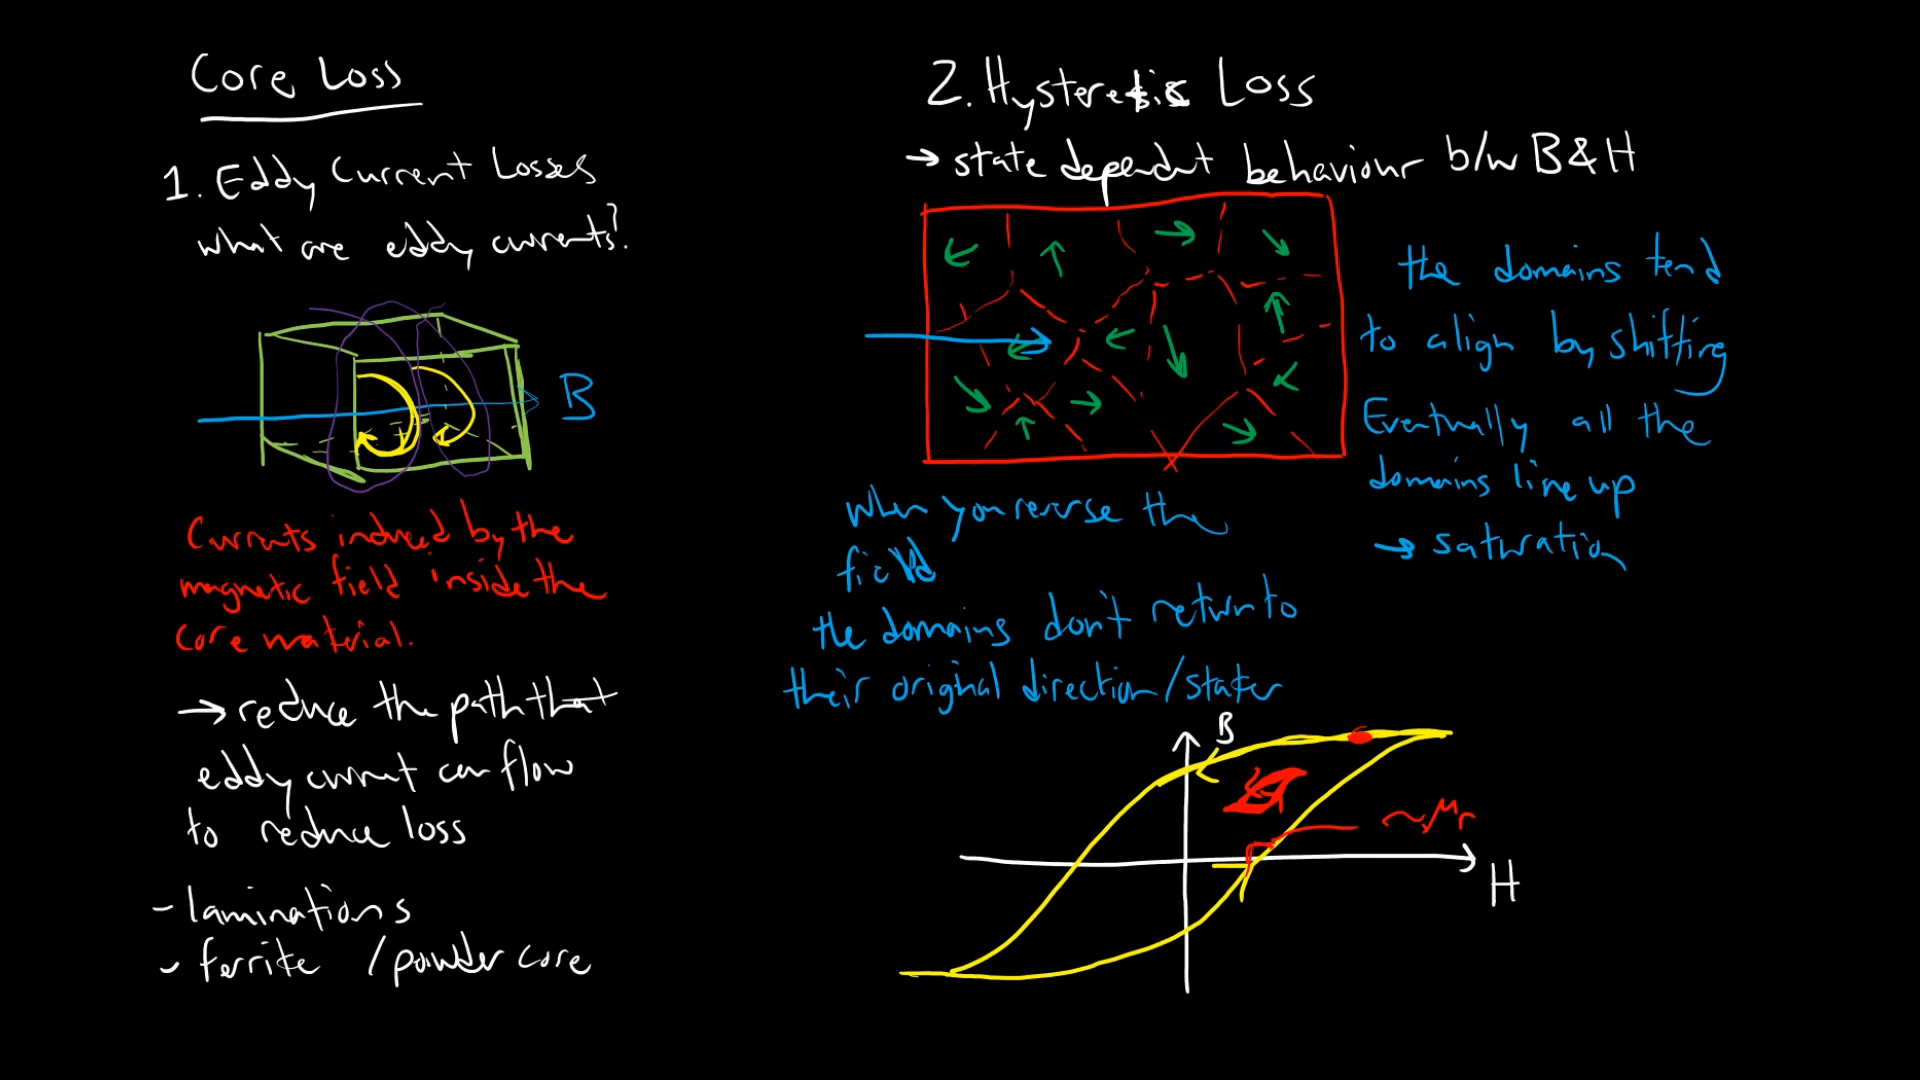 Core Loss
1. Eddy Current Losses
what are eddy currents?
B
Currents induced by the
magnetic field inside the
core material.
→ reduce the path that
eddy current can flow
to reduce loss
- laminations
- ferrite / powder core
2. Hysteresis Loss
→ state dependent behaviour b/w B & H
the domains tend
to align by shifting
Eventually all the
domains line up
→ saturation
when you reverse the
field
the domains don't return to
their original direction/states
B
~μr
H